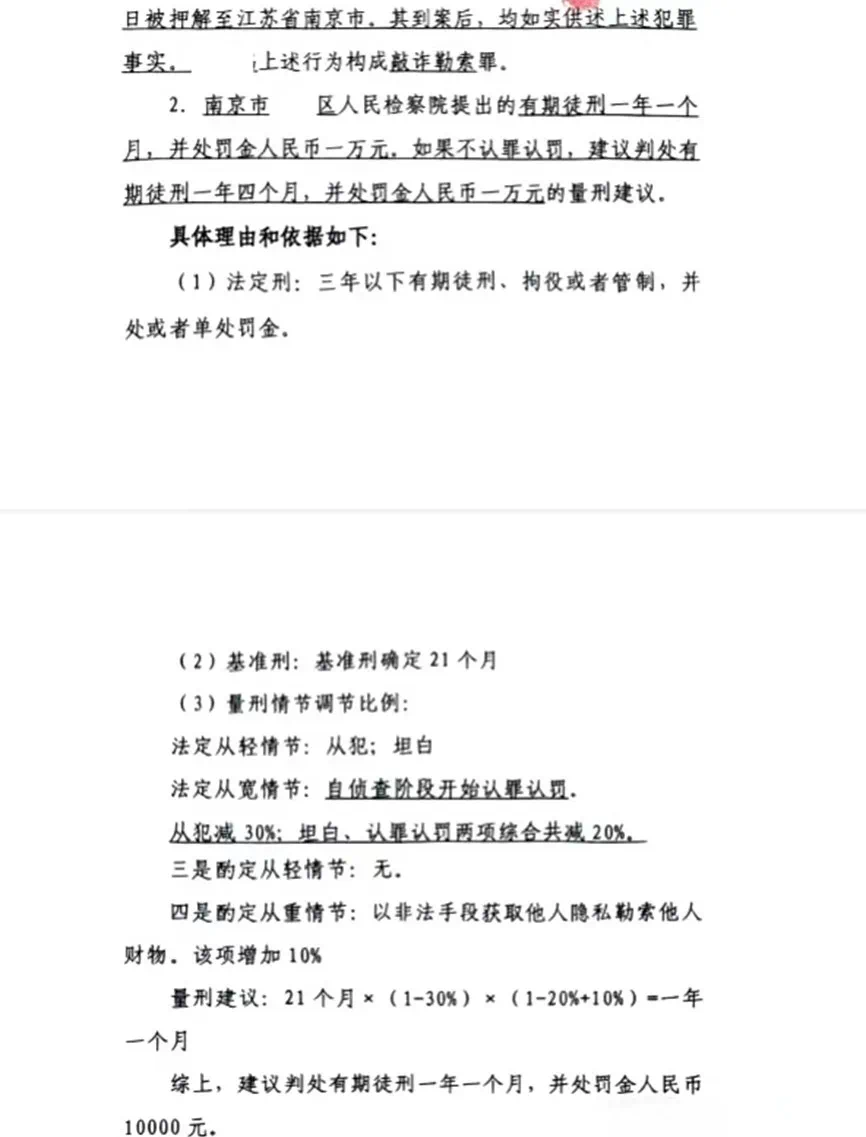 日被押解至江苏省南京市。其到案后，均如实供述上述犯罪
事实。 上述行为构成敲诈勒索罪。
2. 南京市 区人民检察院提出的有期徒刑一年一个
月，并处罚金人民币一万元。如果不认罪认罚，建议判处有
期徒刑一年四个月，并处罚金人民币一万元的量刑建议。
具体理由和依据如下：
（1）法定刑：三年以下有期徒刑、拘役或者管制，并
处或者单处罚金。
（2）基准刑：基准刑确定 21 个月
（3）量刑情节调节比例：
法定从轻情节：从犯；坦白
法定从宽情节：自侦查阶段开始认罪认罚。
从犯减 30%；坦白、认罪认罚两项综合共减 20%。
三是酌定从轻情节：无。
四是酌定从重情节：以非法手段获取他人隐私勒索他人
财物。该项增加 10%
量刑建议：21 个月×（1-30%）×（1-20%+10%）=一年
一个月
综上，建议判处有期徒刑一年一个月，并处罚金人民币
10000 元。